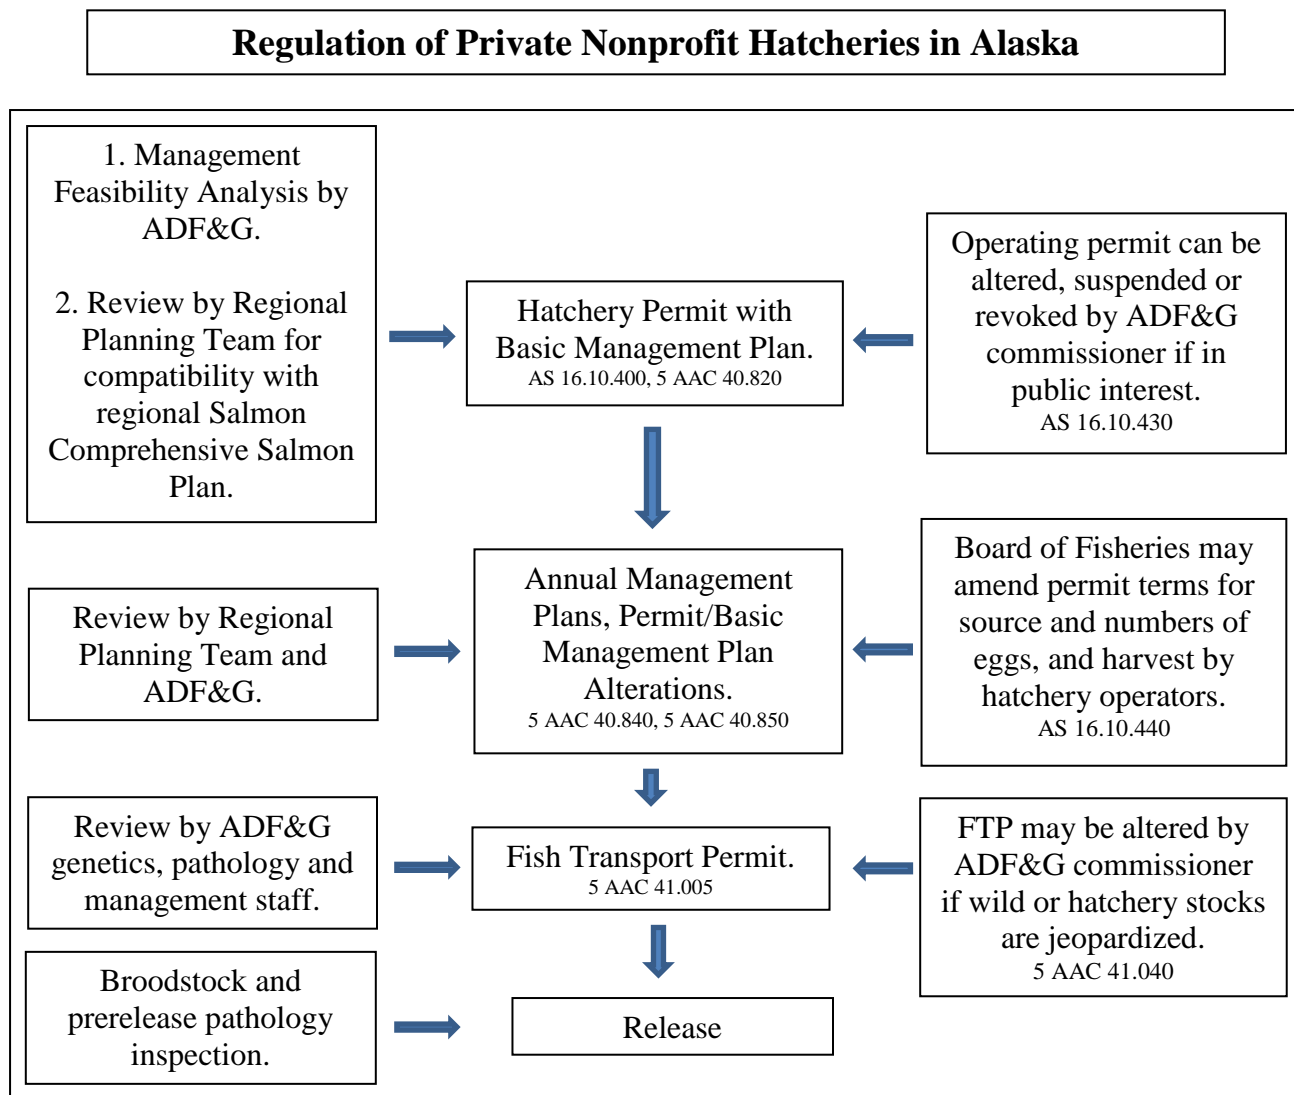 Regulation of Private Nonprofit Hatcheries in Alaska
1. Management
Feasibility Analysis by
ADF&G.
2. Review by Regional
Planning Team for
compatibility with
regional Salmon
Comprehensive Salmon
Plan.
Hatchery Permit with
Basic Management Plan.
AS 16.10.400, 5 AAC 40.820
Operating permit can be
altered, suspended or
revoked by ADF&G
commissioner if in
public interest.
AS 16.10.430
Review by Regional
Planning Team and
ADF&G.
Annual Management
Plans, Permit/Basic
Management Plan
Alterations.
5 AAC 40.840, 5 AAC 40.850
Board of Fisheries may
amend permit terms for
source and numbers of
eggs, and harvest by
hatchery operators.
AS 16.10.440
Review by ADF&G
genetics, pathology and
management staff.
Fish Transport Permit.
5 AAC 41.005
FTP may be altered by
ADF&G commissioner
if wild or hatchery stocks
are jeopardized.
5 AAC 41.040
Broodstock and
prerelease pathology
inspection.
Release